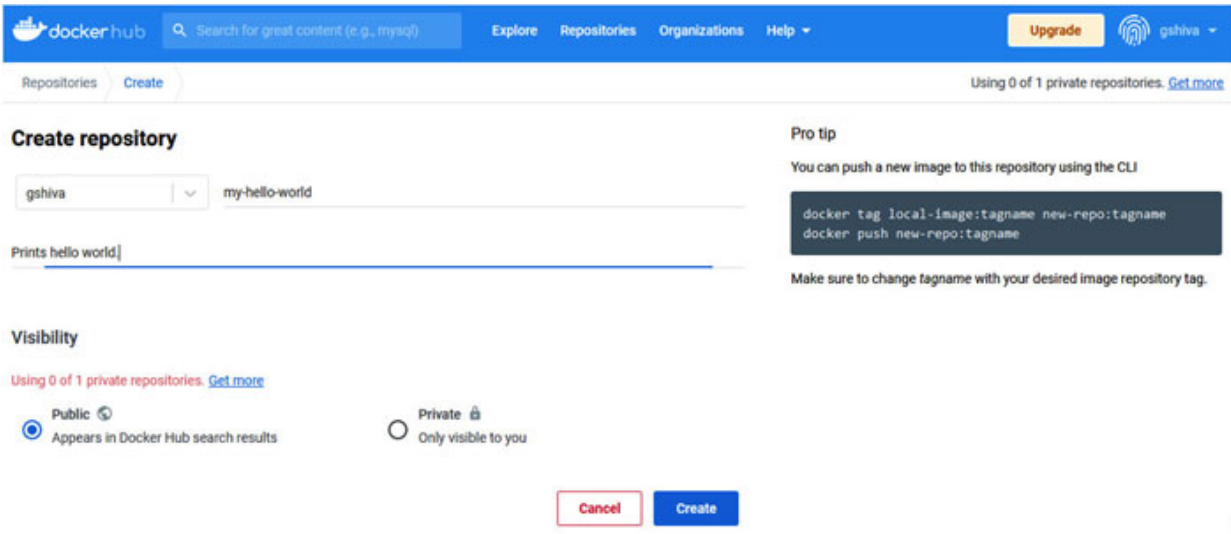 dockerhub
Search for great content (e.g., mysql)
Explore
Repositories
Organizations
Help
Upgrade
gshiva
Repositories
Create
Using 0 of 1 private repositories. Get more
Create repository
gshiva
my-hello-world
Prints hello world.
Visibility
Using 0 of 1 private repositories. Get more
Public
Appears in Docker Hub search results
Private
Only visible to you
Cancel
Create
Pro tip
You can push a new image to this repository using the CLI
docker tag local-image:tagname new-repo:tagname
docker push new-repo:tagname
Make sure to change tagname with your desired image repository tag.